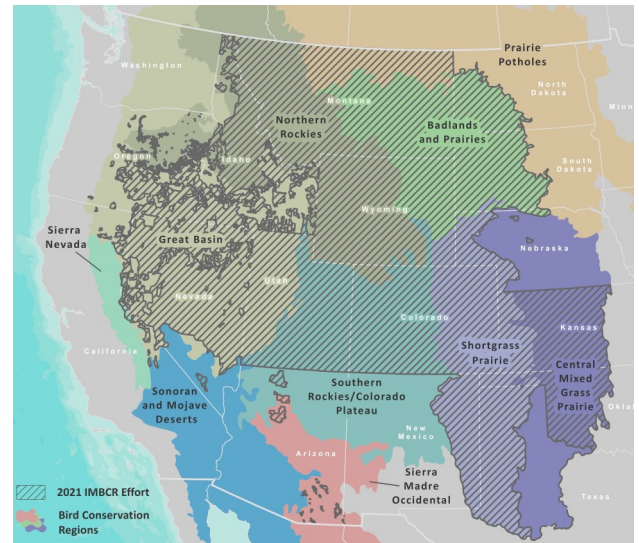 Washington
Prairie
Potholes
North
Dakota
Montana
Northern
Rockies
Badlands
and Prairies
Oregon
Idaho
South
Dakota
Wyoming
Sierra
Nevada
Great Basin
Nebraska
Utah
Nevada
Colorado
Kansas
California
Shortgrass
Prairie
Central
Mixed
Grass
Prairie
Sonoran
and Mojave
Deserts
Southern
Rockies/Colorado
Plateau
New
Mexico
Arizona
Sierra
Madre
Occidental
Texas
2021 IMBCR Effort
Bird Conservation
Regions